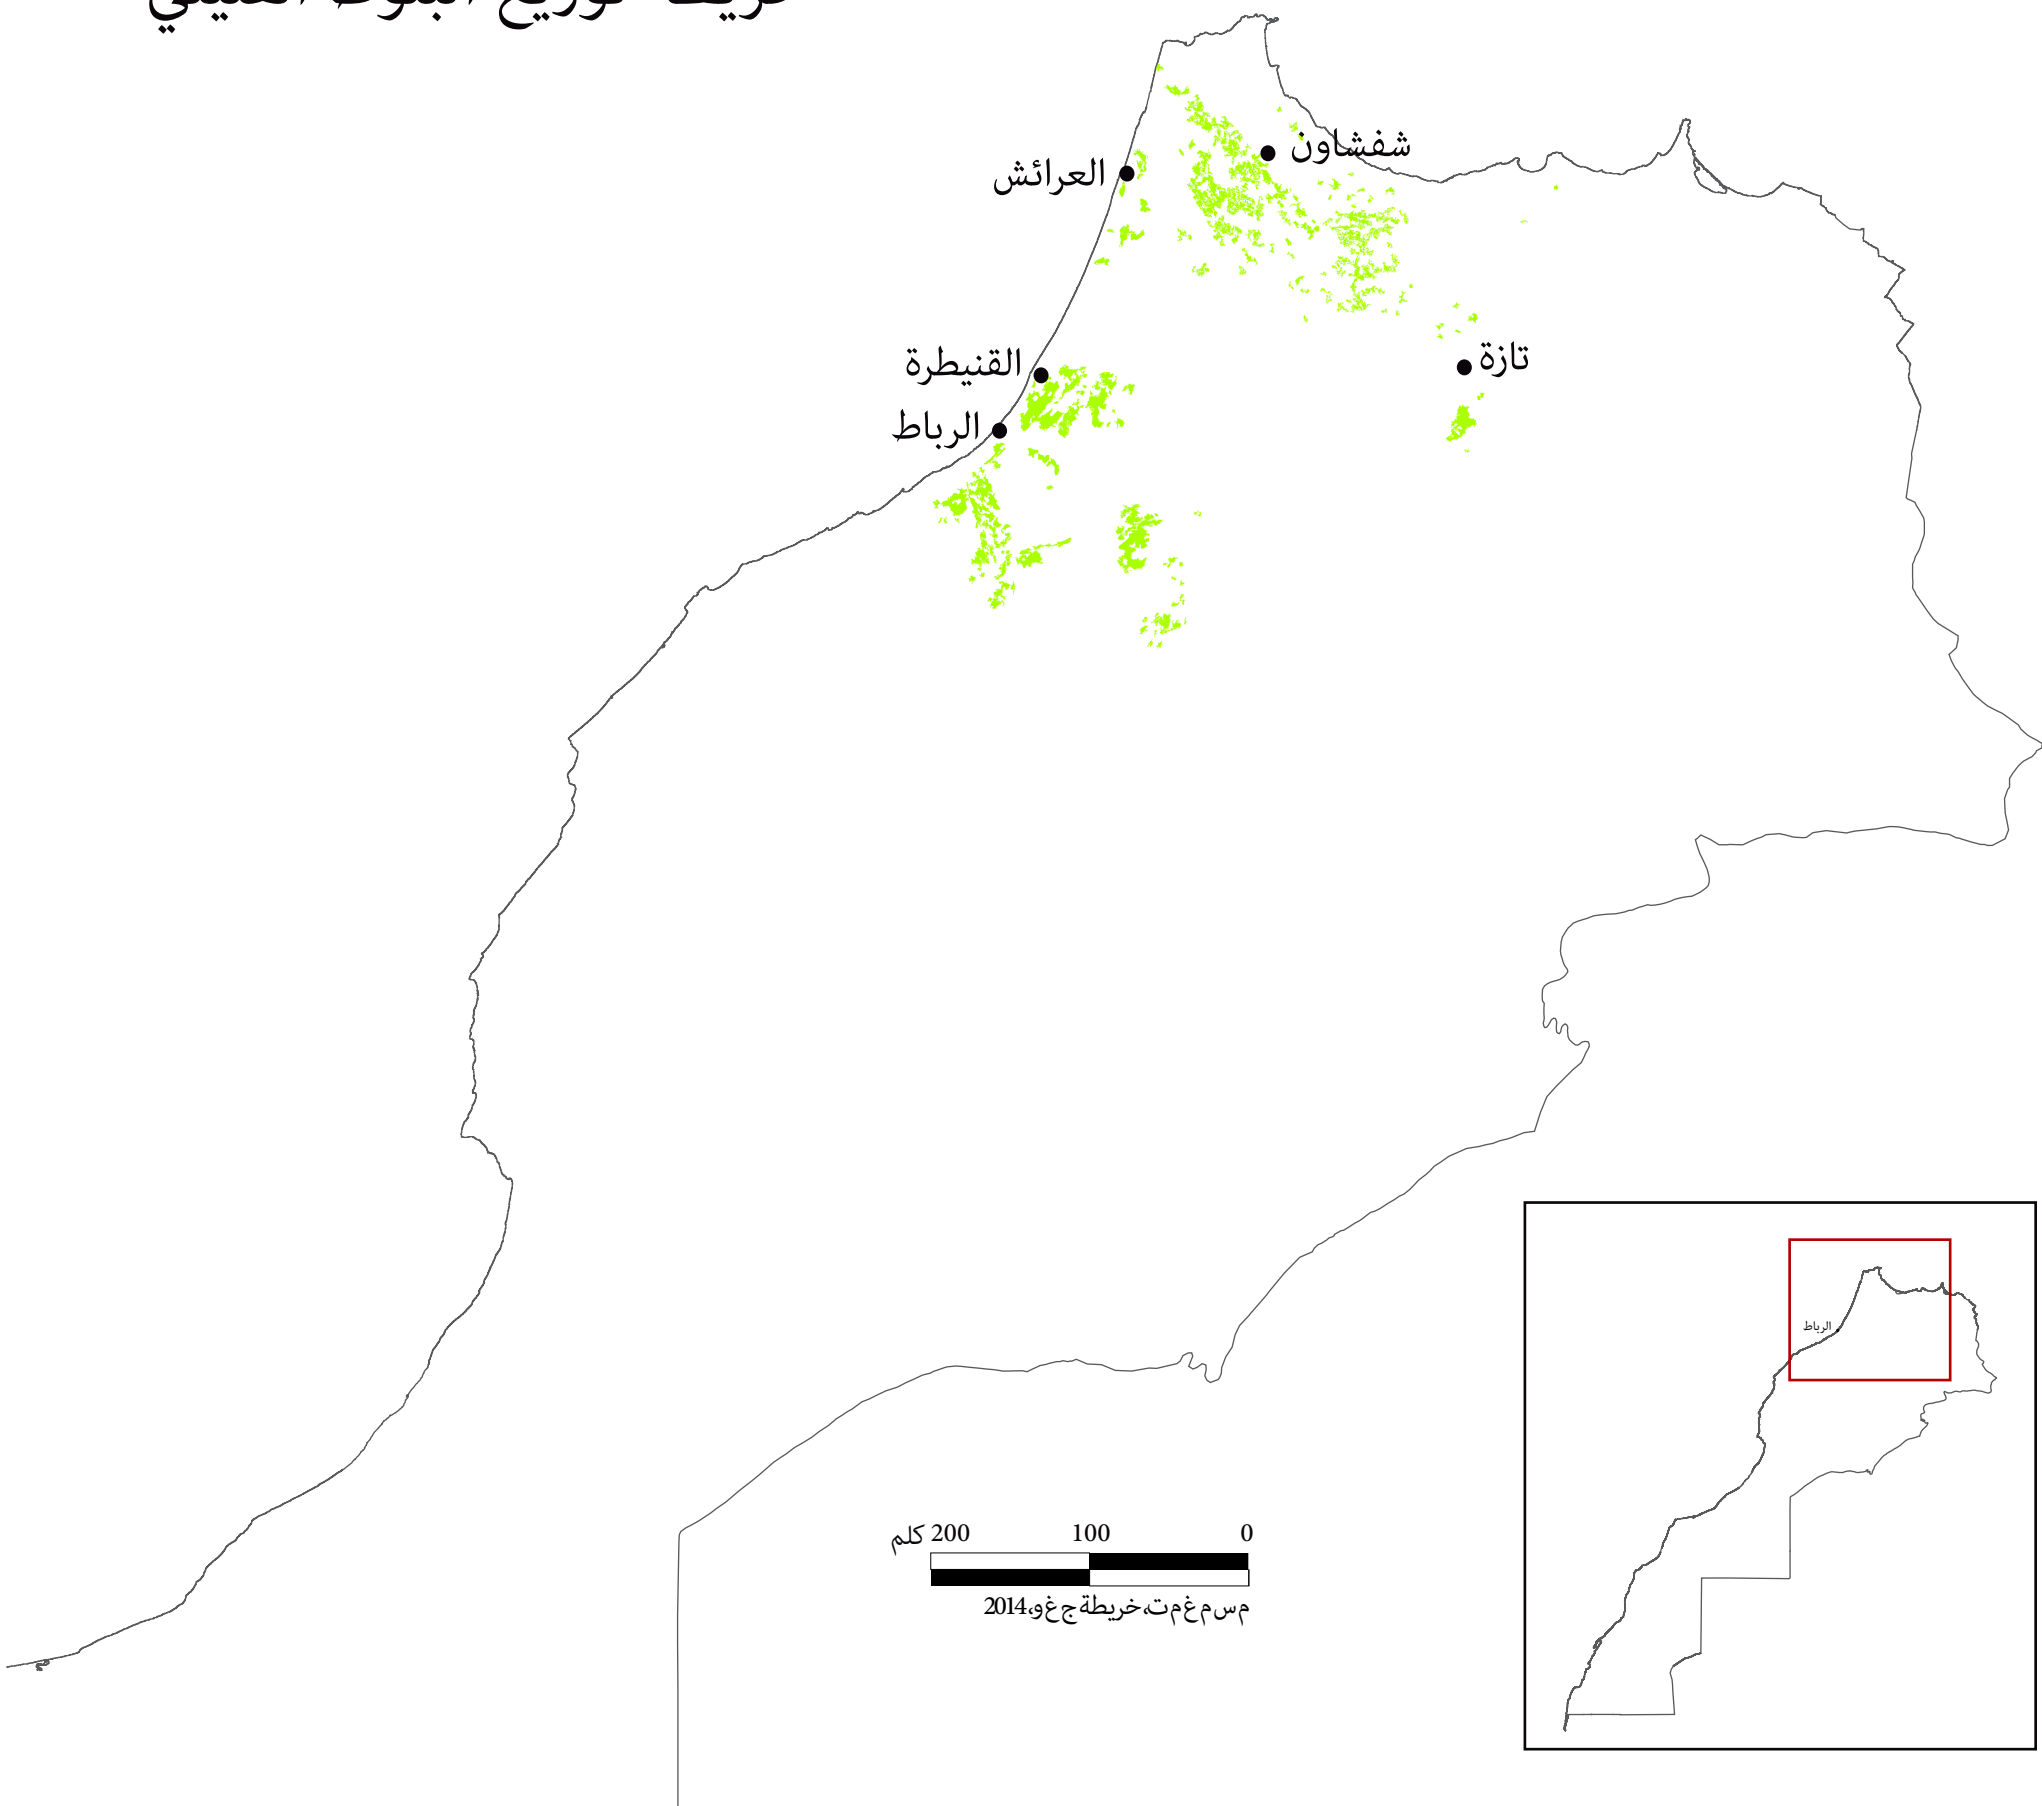 شفشاون
العرائش
القنيطرة
تازة
الرباط
الرباط
0 100 200 كلم
م س م غ م ت، خريطة ج غ و، 2014